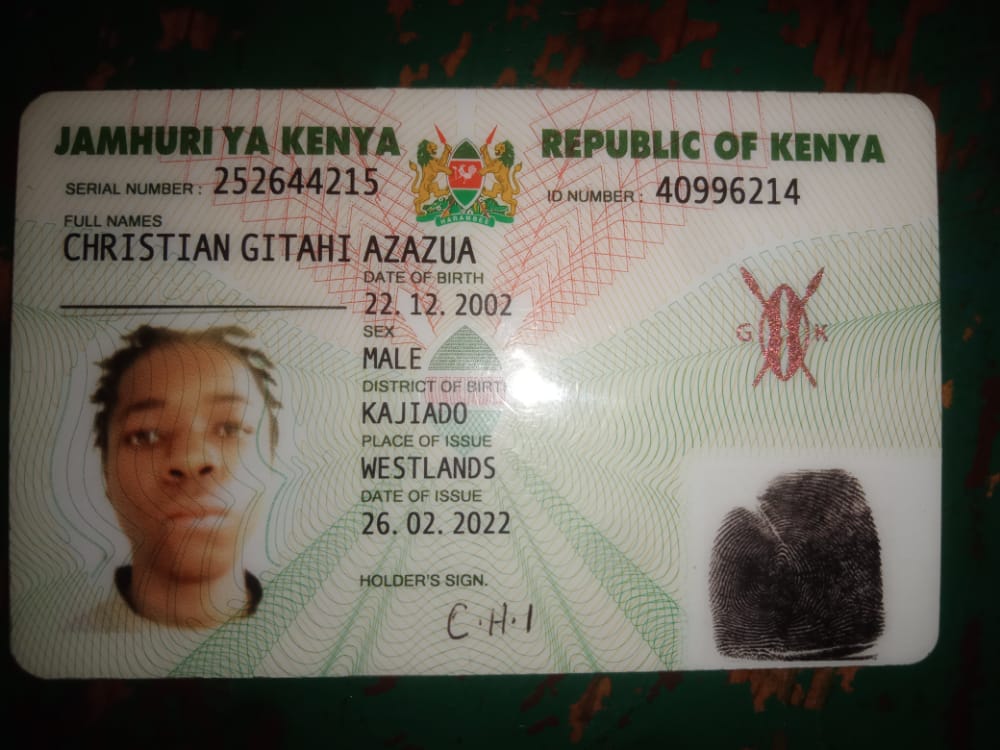 JAMHURI YA KENYA REPUBLIC OF KENYA
SERIAL NUMBER: 252644215 ID NUMBER: 40996214
FULL NAMES
CHRISTIAN GITAHI AZAZUA
DATE OF BIRTH
22. 12. 2002
SEX
MALE
DISTRICT OF BIRTH
KAJIADO
PLACE OF ISSUE
WESTLANDS
DATE OF ISSUE
26. 02. 2022
HOLDER'S SIGN.
C.H.I
HARAMBEE
G K